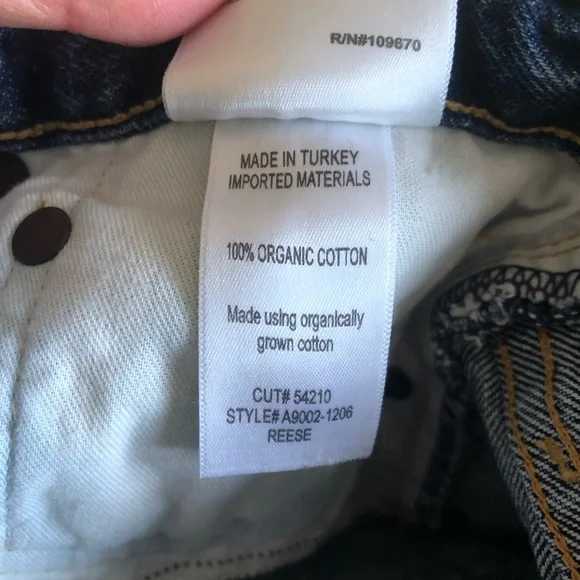 R/N#109670
MADE IN TURKEY
IMPORTED MATERIALS
100% ORGANIC COTTON
Made using organically
grown cotton
CUT# 54210
STYLE# A9002-1206
REESE